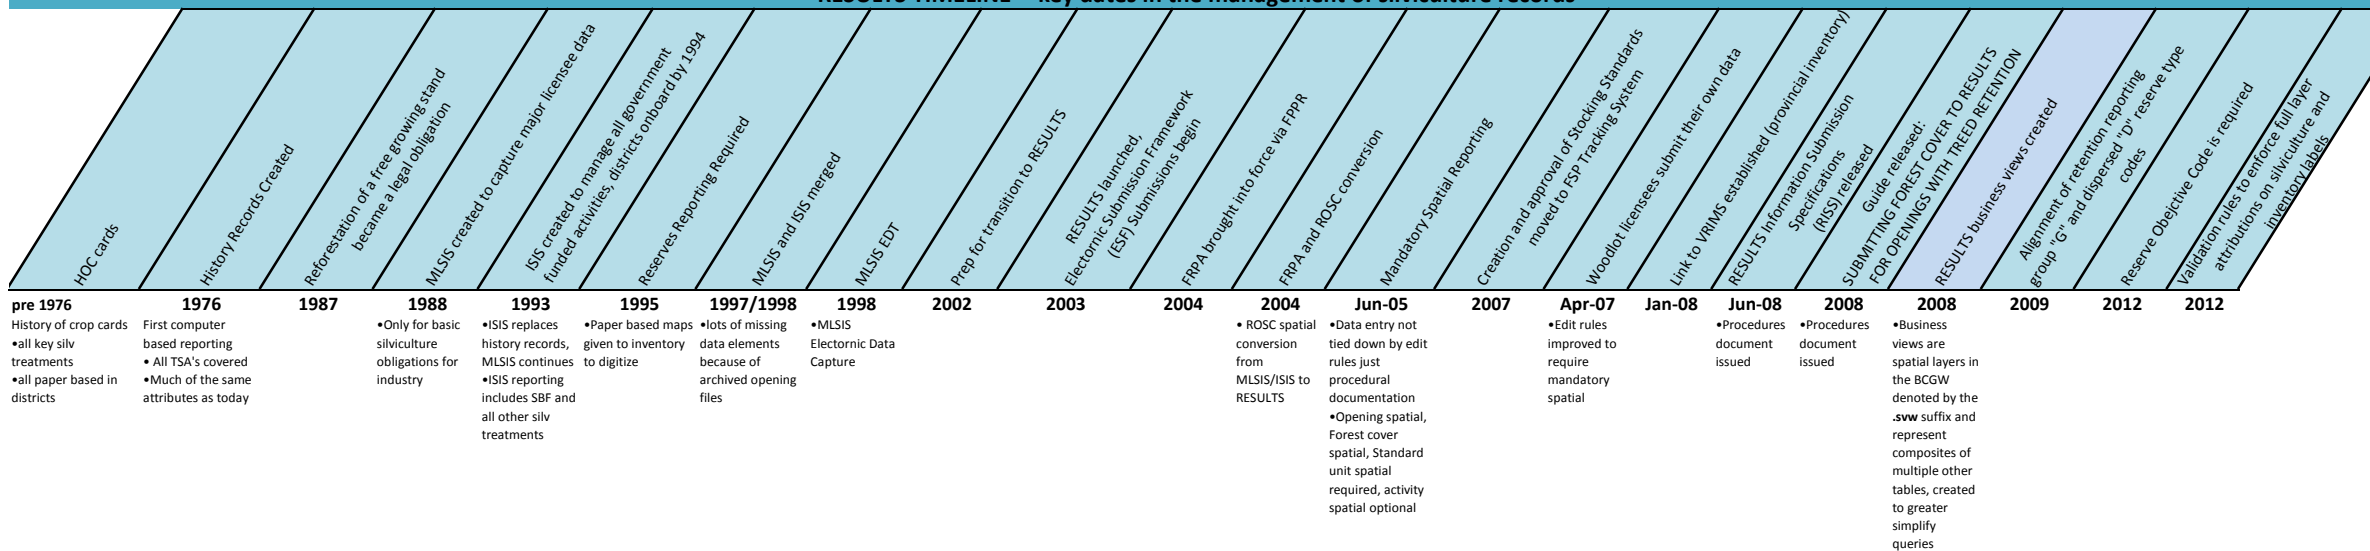 RESULTS TIMELINE - key dates in the management of silviculture records
HOC cards
History Records Created
Reforestation of a free growing stand
became a legal obligation
MLSIS created to capture major licensee data
ISIS created to manage all government
funded activities, districts onboard by 1994
Reserves Reporting Required
MLSIS and ISIS merged
MLSIS EDT
Prep for transition to RESULTS
RESULTS launched,
Electornic Submission Framework
(ESF) Submissions begin
FRPA brought into force via FPPR
FRPA and ROSC conversion
Mandatory Spatial Reporting
Creation and approval of Stocking Standards
moved to FSP Tracking System
Woodlot licensees submit their own data
Link to VRIMS established (provincial inventory)
RESULTS Information Submission
Specifications
(RISS) released
Guide released:
SUBMITTING FOREST COVER TO RESULTS
FOR OPENINGS WITH TREED RETENTION
RESULTS business views created
Alignment of retention reporting
group "G" and dispersed "D" reserve type
codes
Reserve Obejctive Code is required
Validation rules to enforce full layer
attributions on silviculture and
inventory labels
pre 1976
History of crop cards
•all key silv
treatments
•all paper based in
districts
1976
First computer
based reporting
• All TSA's covered
•Much of the same
attributes as today
1987
1988
•Only for basic
silviculture
obligations for
industry
1993
•ISIS replaces
history records,
MLSIS continues
•ISIS reporting
includes SBF and
all other silv
treatments
1995
•Paper based maps
given to inventory
to digitize
1997/1998
•lots of missing
data elements
because of
archived opening
files
1998
•MLSIS
Electornic Data
Capture
2002
2003
2004
2004
• ROSC spatial
conversion
from
MLSIS/ISIS to
RESULTS
Jun-05
•Data entry not
tied down by edit
rules just
procedural
documentation
•Opening spatial,
Forest cover
spatial, Standard
unit spatial
required, activity
spatial optional
2007
Apr-07
•Edit rules
improved to
require
mandatory
spatial
Jan-08
Jun-08
•Procedures
document
issued
2008
•Procedures
document
issued
2008
•Business
views are
spatial layers in
the BCGW
denoted by the
.svw suffix and
represent
composites of
multiple other
tables, created
to greater
simplify
queries
2009
2012
2012